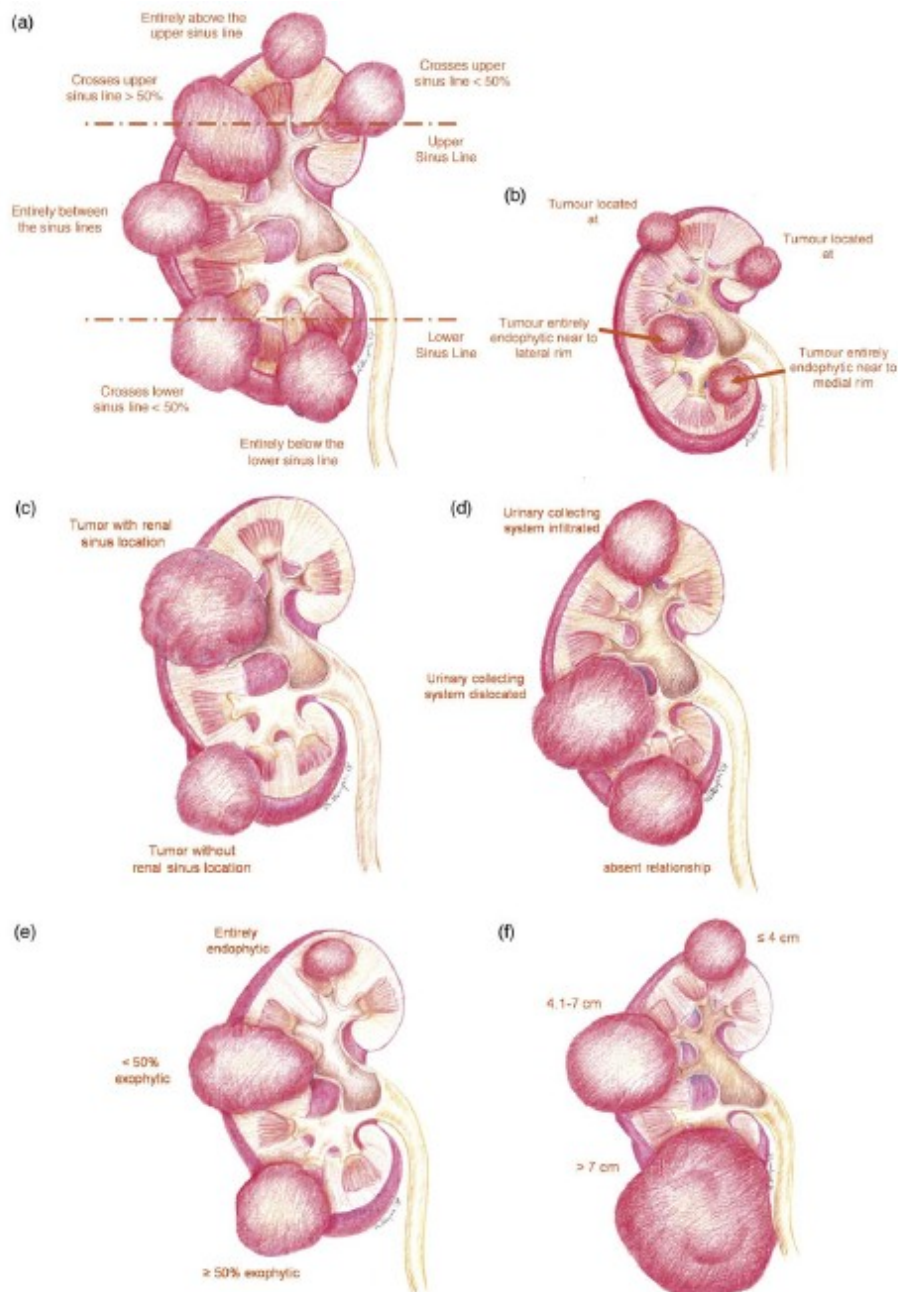 (a)
Entirely above the
upper sinus line
Crosses upper
sinus line > 50%
Crosses upper
sinus line < 50%
Upper
Sinus Line
Entirely between
the sinus lines
Lower
Sinus Line
Crosses lower
sinus line < 50%
Entirely below the
lower sinus line
(b)
Tumour located
at
Tumour located
at
Tumour entirely
endophytic near to
lateral rim
Tumour entirely
endophytic near to
medial rim
(c)
Tumor with renal
sinus location
Tumor without
renal sinus location
(d)
Urinary collecting
system infiltrated
Urinary collecting
system dislocated
absent relationship
(e)
Entirely
endophytic
< 50%
exophytic
≥ 50% exophytic
(f)
≤ 4 cm
4.1-7 cm
> 7 cm